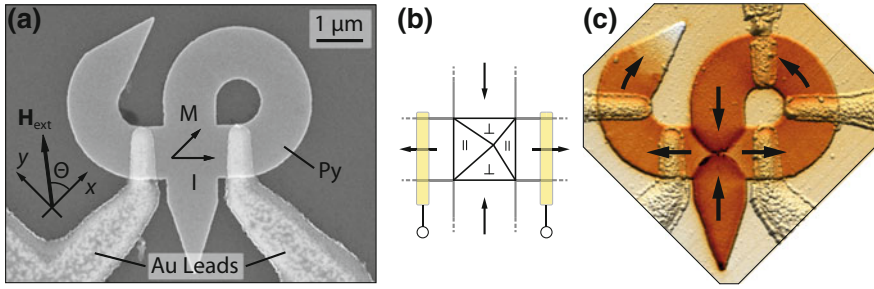 (a)
1 μm
M
H_ext
Θ
y
x
I
Py
Au Leads
(b)
⊥
|| ||
⊥
(c)